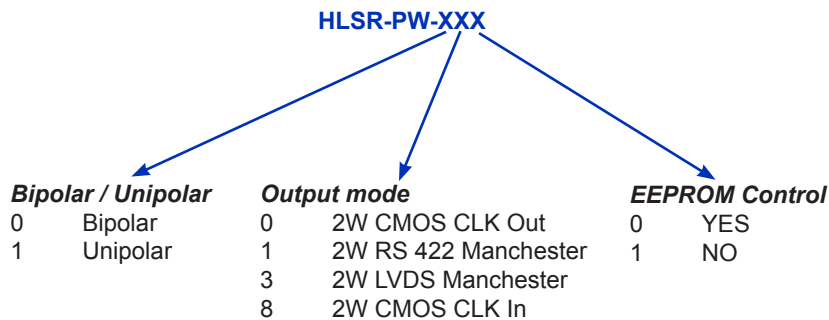 HLSR-PW-XXX
Bipolar / Unipolar
0 Bipolar
1 Unipolar
Output mode
0 2W CMOS CLK Out
1 2W RS 422 Manchester
3 2W LVDS Manchester
8 2W CMOS CLK In
EEPROM Control
0 YES
1 NO